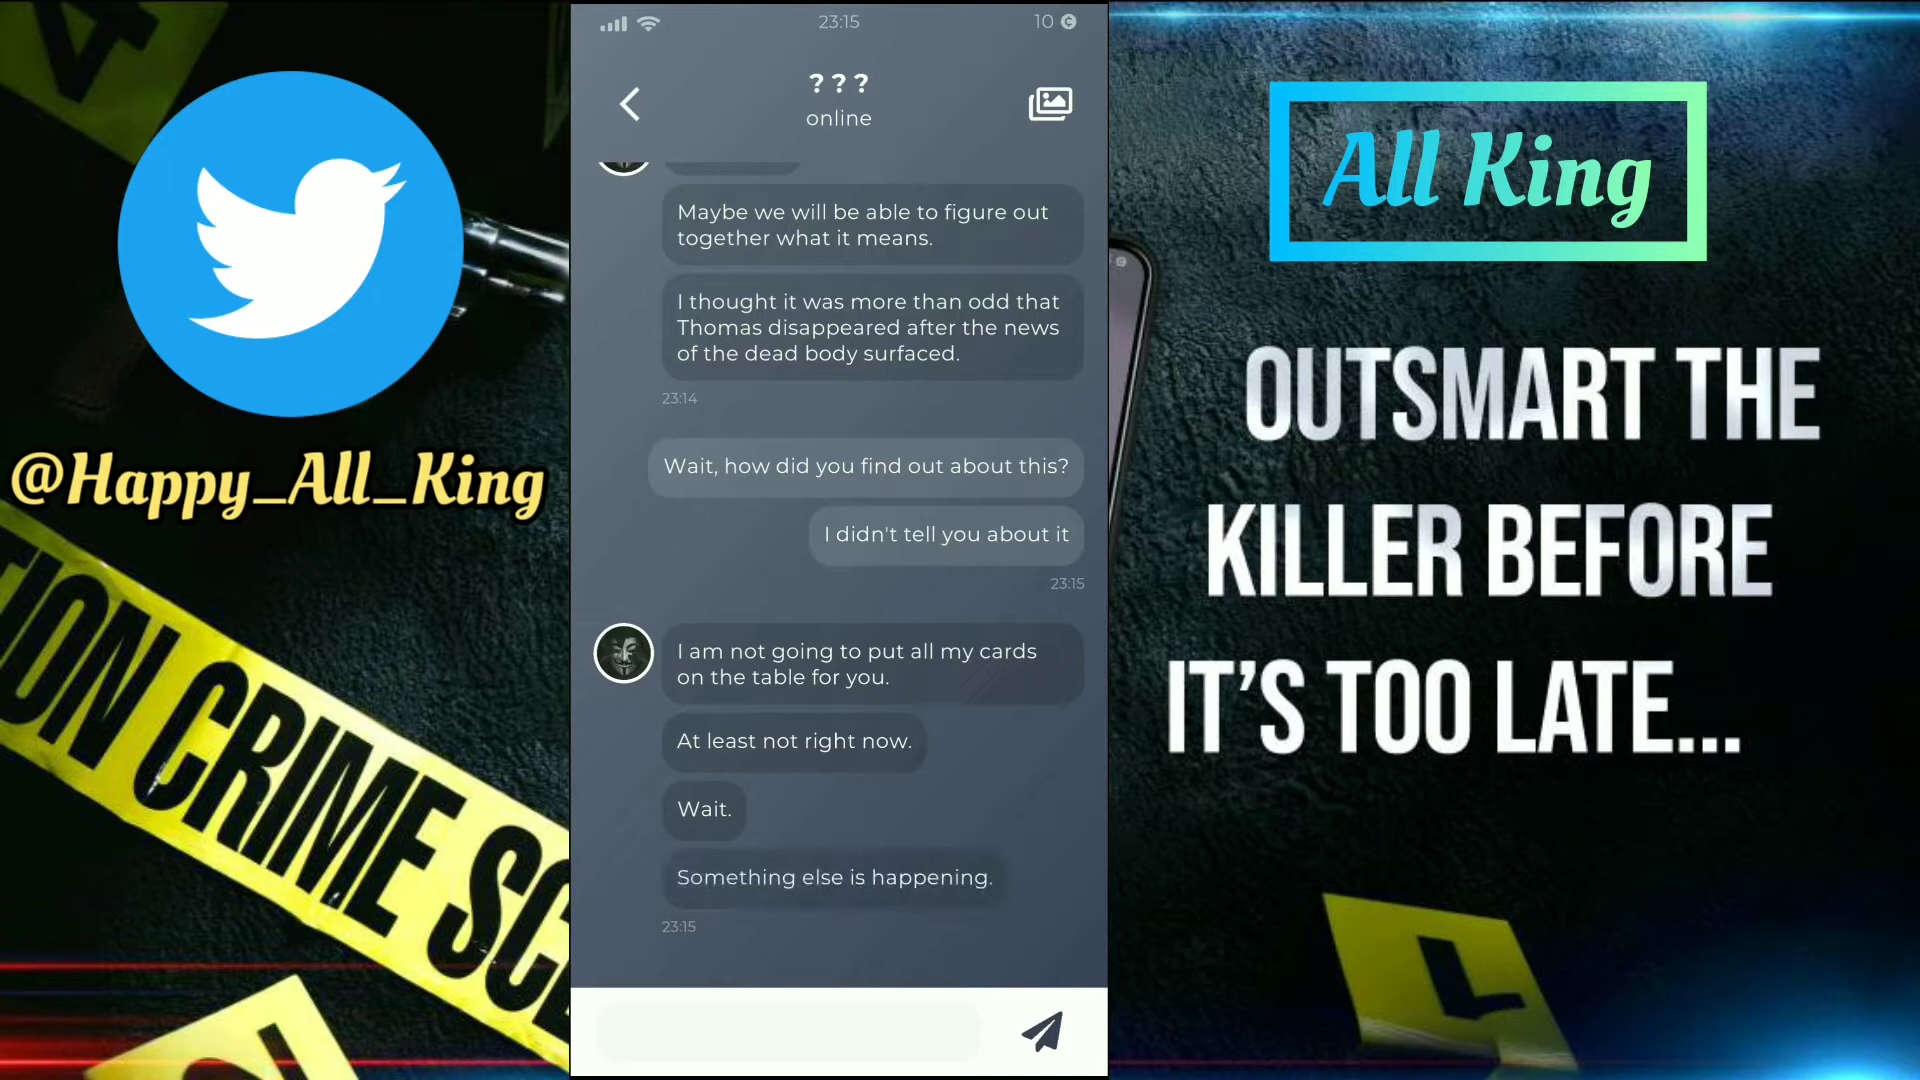 @Happy_All_King
TION CRIME SC
23:15
10
? ? ?
online
Maybe we will be able to figure out
together what it means.
I thought it was more than odd that
Thomas disappeared after the news
of the dead body surfaced.
23:14
Wait, how did you find out about this?
I didn't tell you about it
23:15
I am not going to put all my cards
on the table for you.
At least not right now.
Wait.
Something else is happening.
23:15
All King
OUTSMART THE
KILLER BEFORE
IT'S TOO LATE...